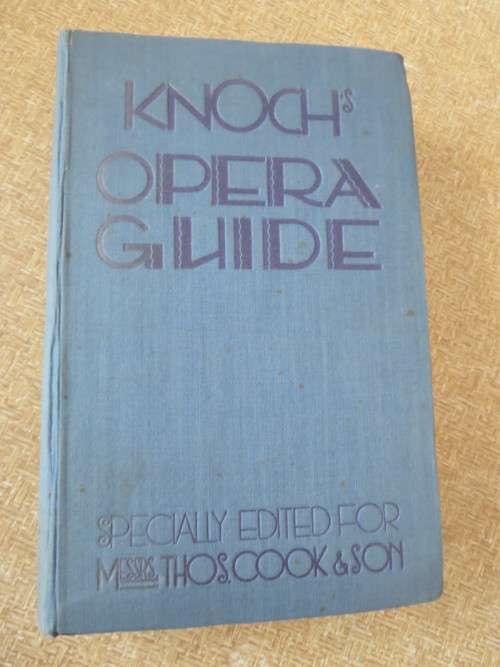 KNOCH'S
OPERA
GUIDE
SPECIALLY EDITED FOR
MESSRS. THOS. COOK & SON